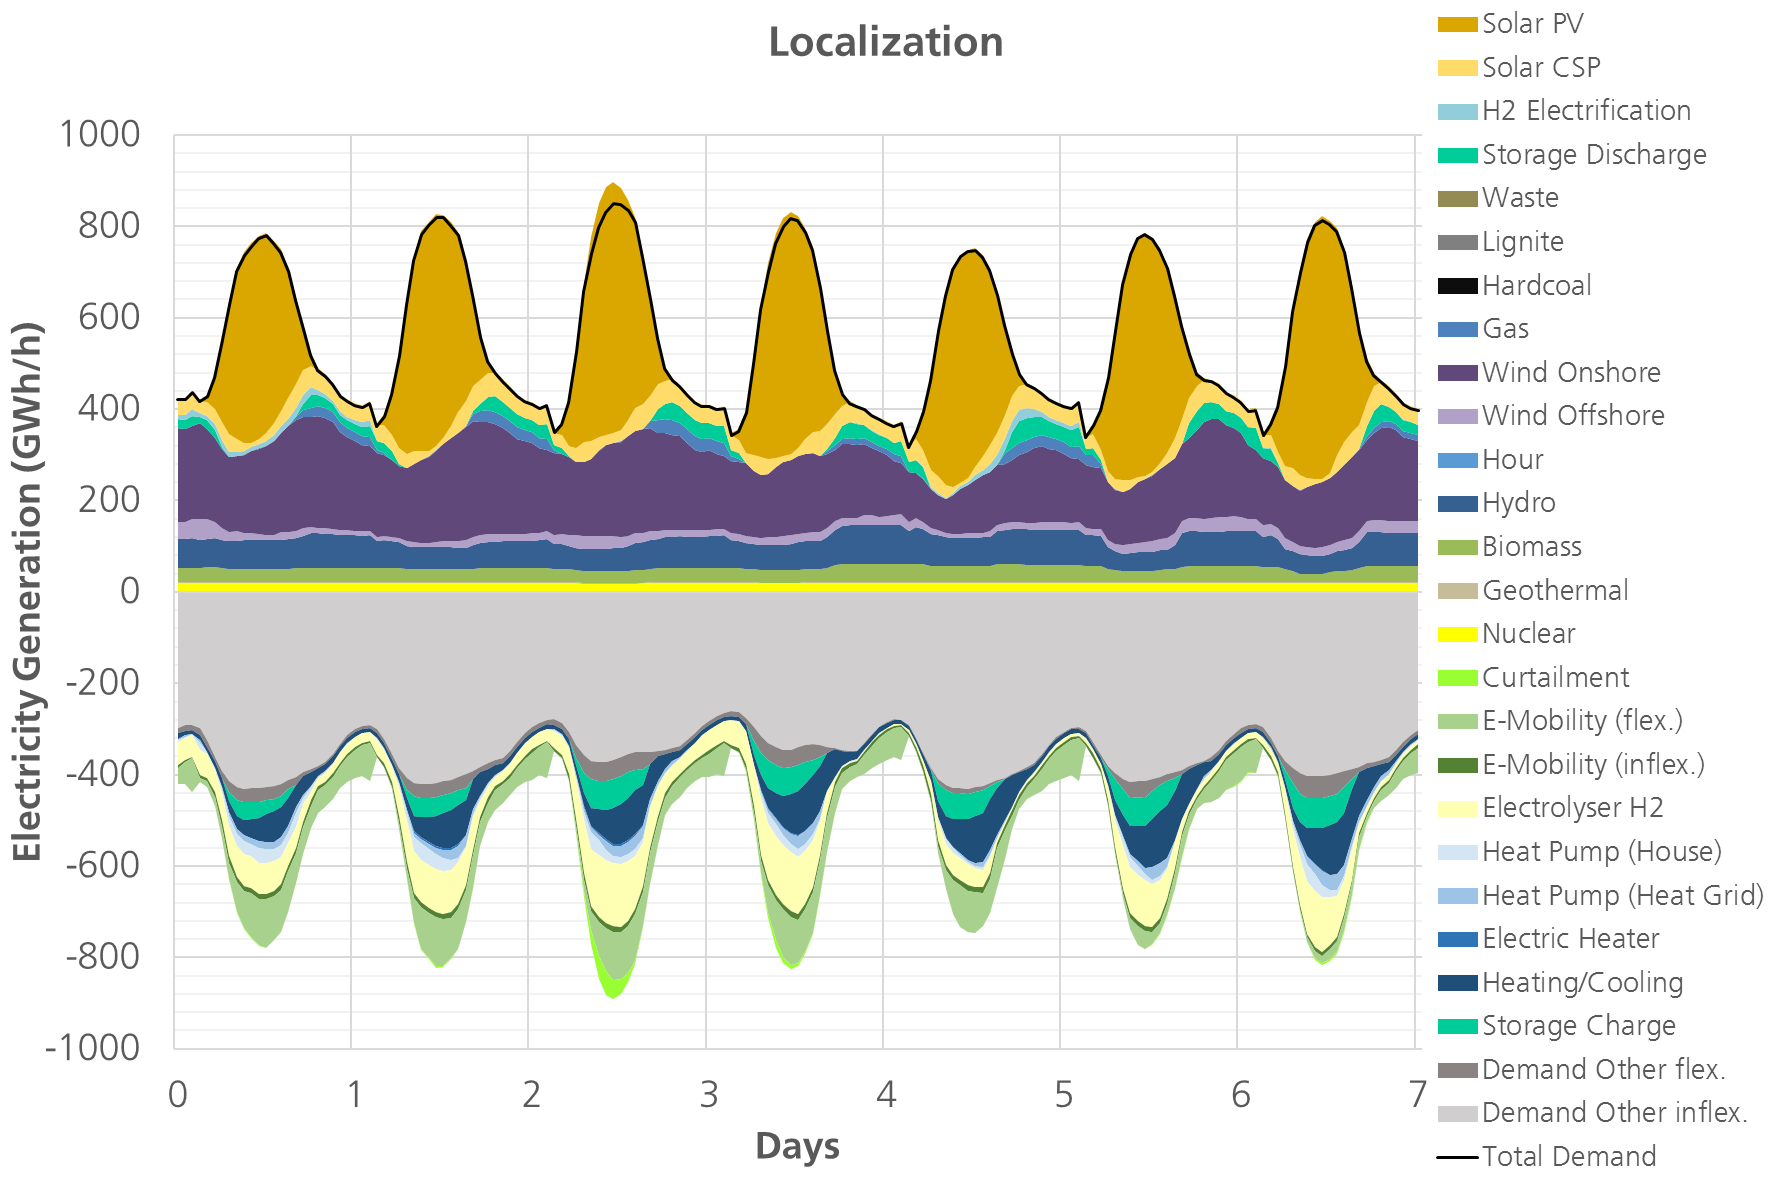 Localization
Electricity Generation (GWh/h)
1000
800
600
400
200
0
-200
-400
-600
-800
-1000
0 1 2 3 4 5 6 7
Days
Solar PV
Solar CSP
H2 Electrification
Storage Discharge
Waste
Lignite
Hardcoal
Gas
Wind Onshore
Wind Offshore
Hour
Hydro
Biomass
Geothermal
Nuclear
Curtailment
E-Mobility (flex.)
E-Mobility (inflex.)
Electrolyser H2
Heat Pump (House)
Heat Pump (Heat Grid)
Electric Heater
Heating/Cooling
Storage Charge
Demand Other flex.
Demand Other inflex.
Total Demand